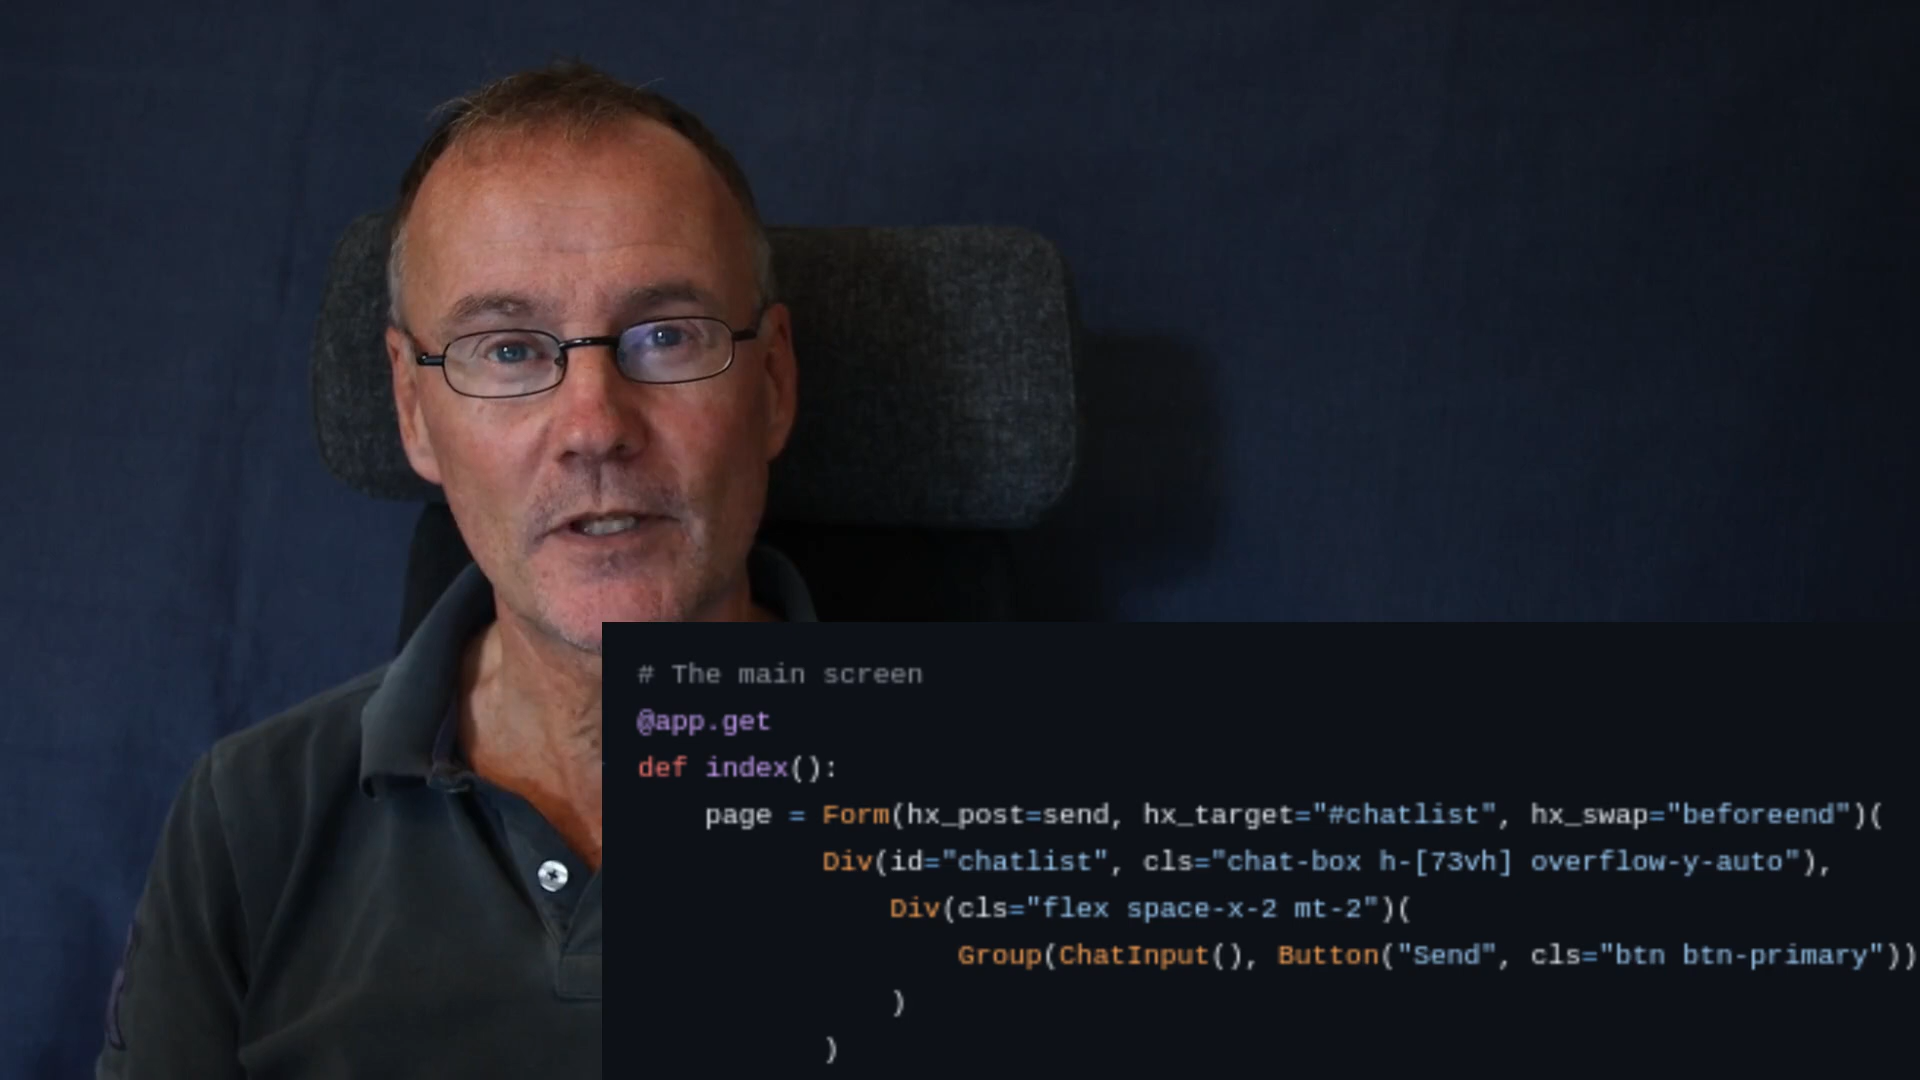 # The main screen
@app.get
def index():
    page = Form(hx_post=send, hx_target="#chatlist", hx_swap="beforeend")(
           Div(id="chatlist", cls="chat-box h-[73vh] overflow-y-auto"),
               Div(cls="flex space-x-2 mt-2")(
                   Group(ChatInput(), Button("Send", cls="btn btn-primary"))
               )
           )